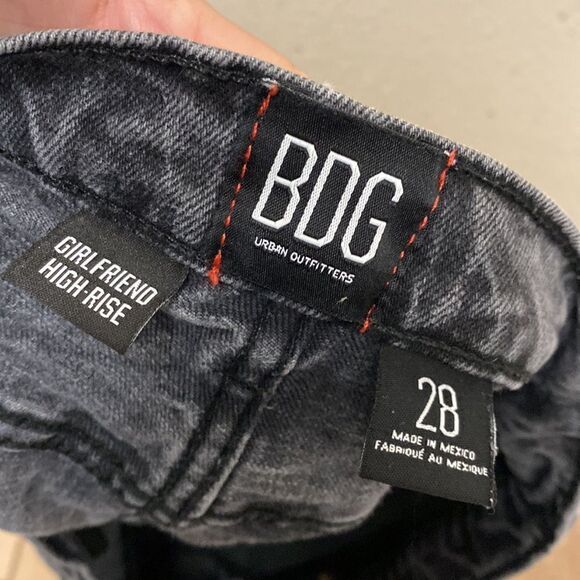 BDG
URBAN OUTFITTERS
GIRLFRIEND
HIGH-RISE
28
MADE IN MEXICO
FABRIQUÉ AU MEXIQUE